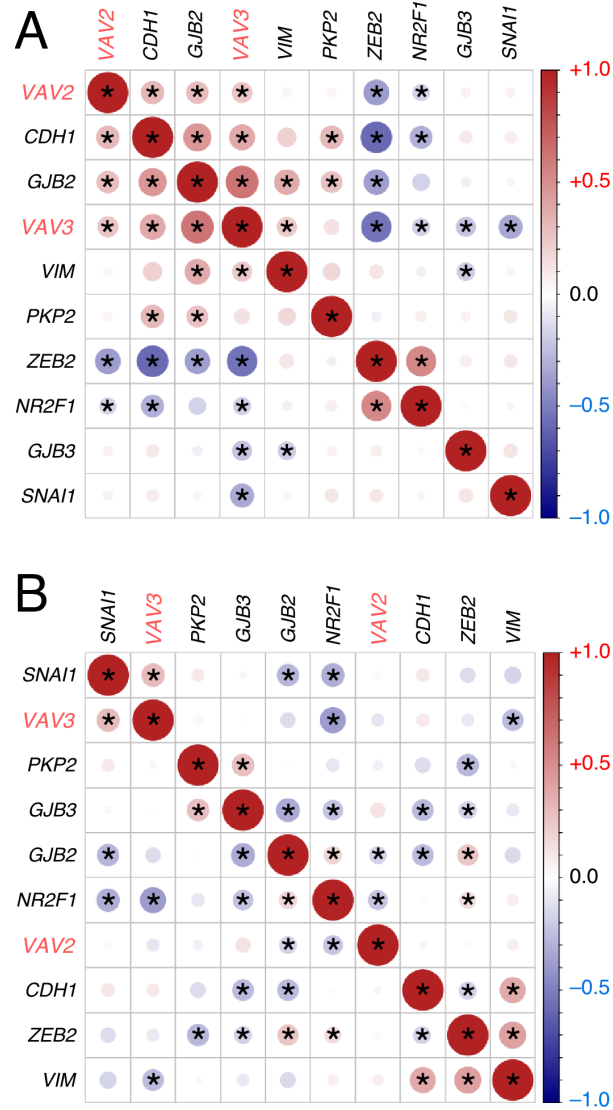 A
VAV2 CDH1 GJB2 VAV3 VIM PKP2 ZEB2 NR2F1 GJB3 SNAI1
VAV2 * * * * * * +1.0
CDH1 * * * * * * *
GJB2 * * * * * * * +0.5
VAV3 * * * * * * * * *
VIM * * * * 0.0
PKP2 * * *
ZEB2 * * * * * *
NR2F1 * * * * * −0.5
GJB3 * * *
SNAI1 * * −1.0
B
SNAI1 VAV3 PKP2 GJB3 GJB2 NR2F1 VAV2 CDH1 ZEB2 VIM
SNAI1 * * * * +1.0
VAV3 * * * *
PKP2 * * * +0.5
GJB3 * * * * * *
GJB2 * * * * * * * 0.0
NR2F1 * * * * * * *
VAV2 * * *
CDH1 * * * * * −0.5
ZEB2 * * * * * * *
VIM * * * * −1.0